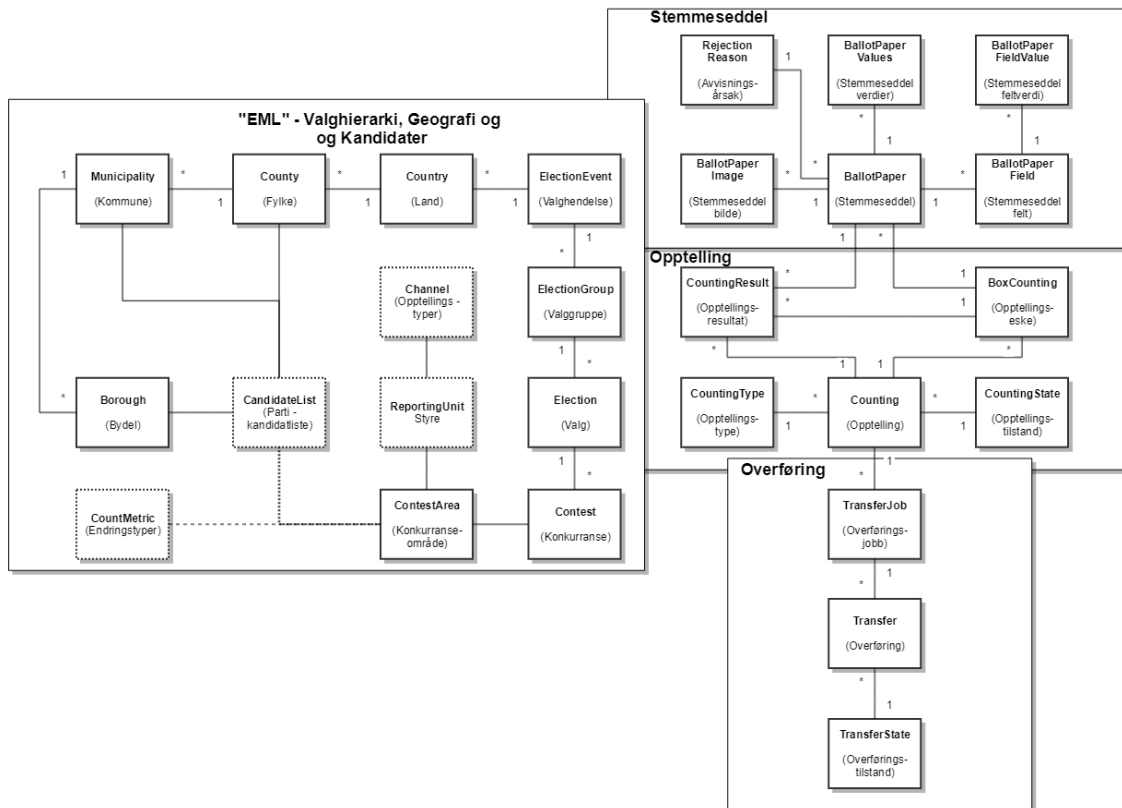 Stemmeseddel
Rejection
Reason
(Avvisnings-
årsak)
1
*
BallotPaper
Values
(Stemmeseddel
verdier)
*
1
BallotPaper
FieldValue
(Stemmeseddel
feltverdi)
*
1
BallotPaper
Image
(Stemmeseddel
bilde)
*
1
BallotPaper
(Stemmeseddel)
*
1
BallotPaper
Field
(Stemmeseddel
felt)
1
*
"EML" - Valghierarki, Geografi og
og Kandidater
1
Municipality
(Kommune)
*
1
County
(Fylke)
*
1
Country
(Land)
*
1
ElectionEvent
(Valghendelse)
1
*
Channel
(Opptellings -
typer)
ElectionGroup
(Valggruppe)
1
*
*
Borough
(Bydel)
CandidateList
(Parti -
kandidatliste)
ReportingUnit
Styre
Election
(Valg)
1
*
CountMetric
(Endringstyper)
ContestArea
(Konkurranse-
område)
Contest
(Konkurranse)
Opptelling
CountingResult
(Opptellings-
resultat)
*
*
1
1
BoxCounting
(Opptellings-
eske)
*
1
1
*
CountingType
(Opptellings-
type)
*
1
Counting
(Opptelling)
*
1
CountingState
(Opptellings-
tilstand)
Overføring
1
*
TransferJob
(Overførings-
jobb)
1
*
Transfer
(Overføring)
*
1
TransferState
(Overførings-
tilstand)